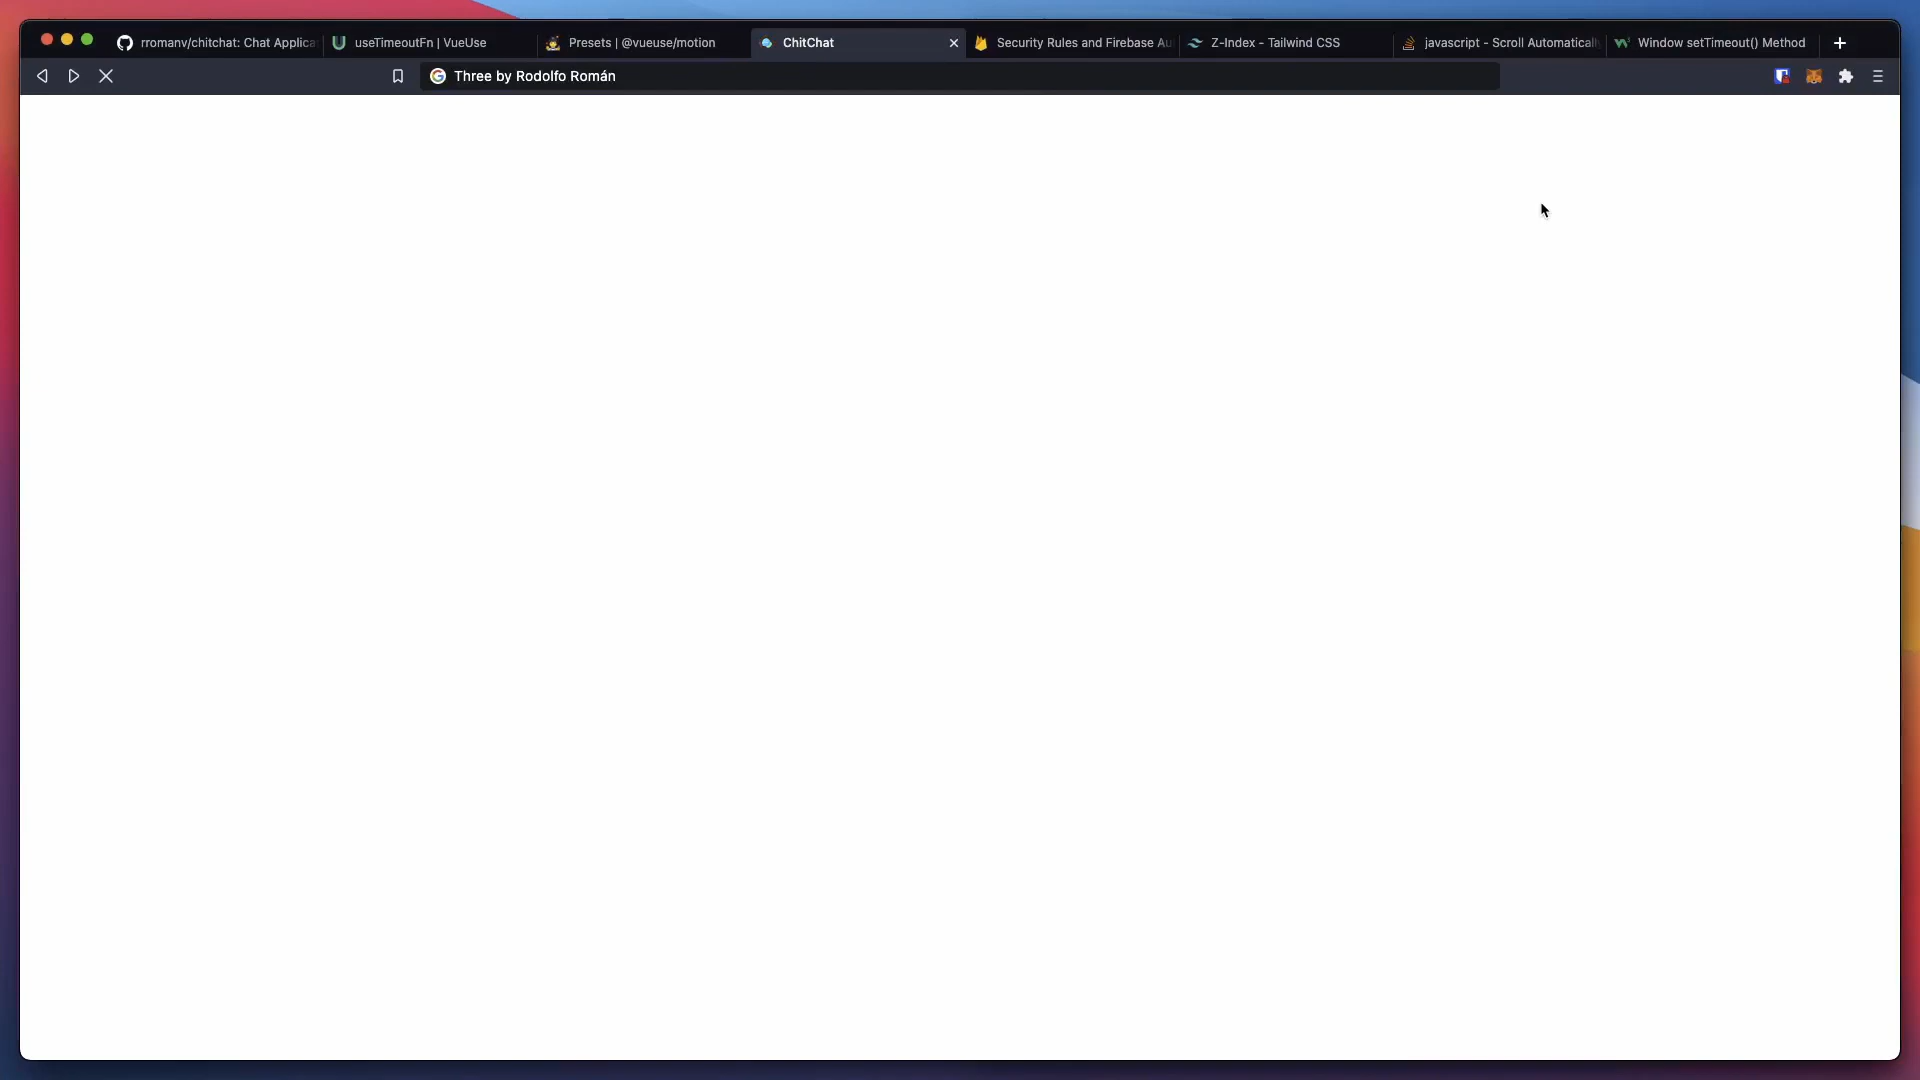 rromanv/chitchat: Chat Applica
useTimeoutFn | VueUse
Presets | @vueuse/motion
ChitChat
Security Rules and Firebase Au
Z-Index - Tailwind CSS
javascript - Scroll Automaticall
Window setTimeout() Method
Three by Rodolfo Román